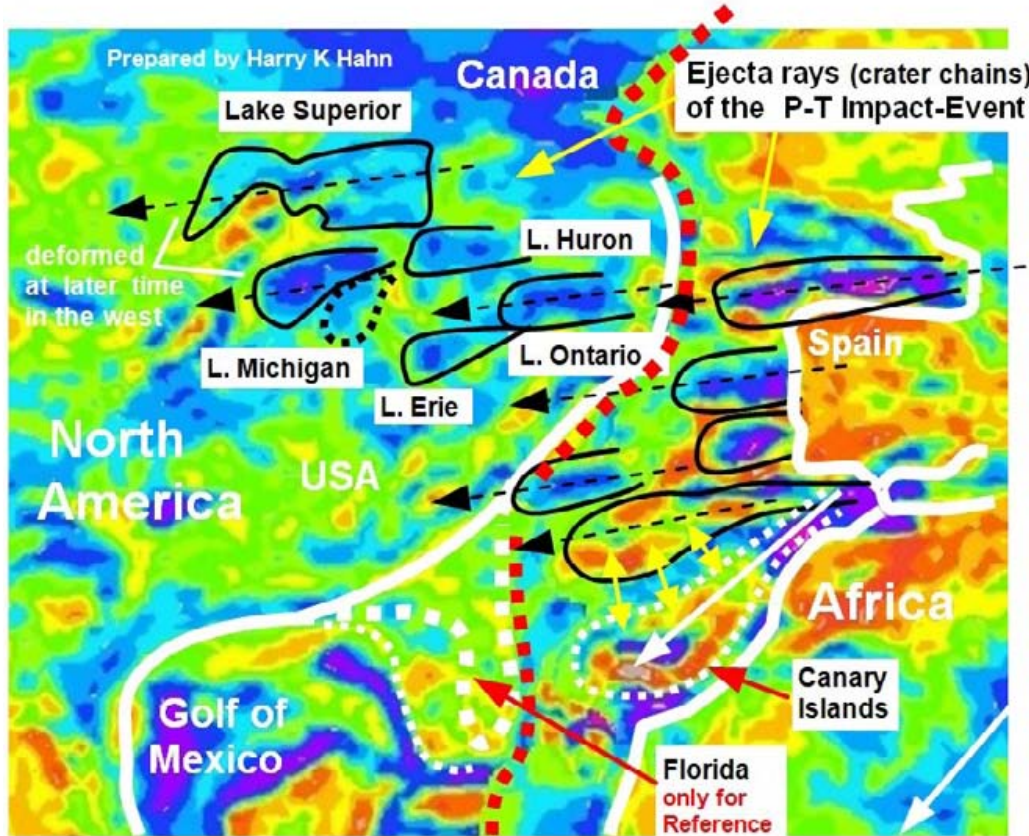 Prepared by Harry K Hahn
Canada
Ejecta rays (crater chains)
of the P-T Impact-Event
Lake Superior
L. Huron
deformed
at later time
in the west
Spain
L. Michigan
L. Ontario
L. Erie
North
America
USA
Africa
Canary
Islands
Golf of
Mexico
Florida
only for
Reference